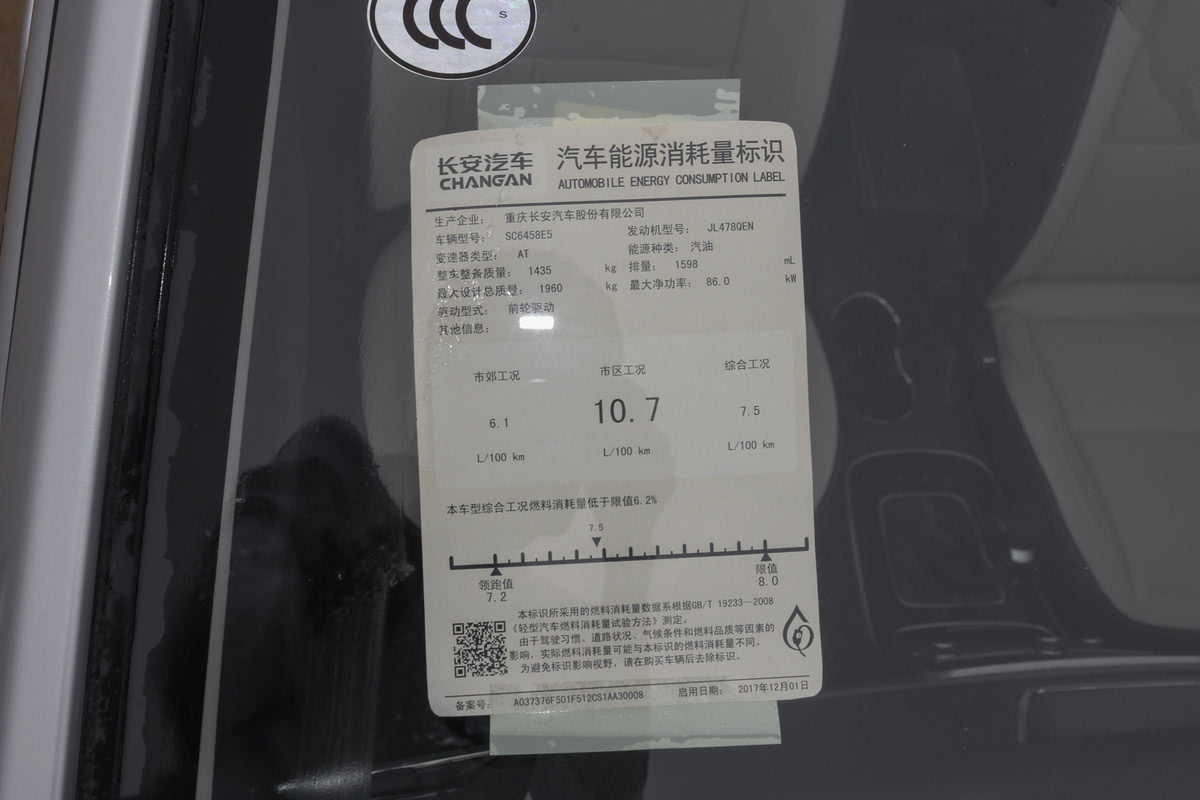 CCC S
长安汽车
CHANGAN
汽车能源消耗量标识
AUTOMOBILE ENERGY CONSUMPTION LABEL
生产企业： 重庆长安汽车股份有限公司
车辆型号： SC6458E5 发动机型号： JL478QEN
变速器类型： AT 能源种类： 汽油
整车整备质量： 1435 kg 排量： 1598 mL
最大设计总质量： 1960 kg 最大净功率： 86.0 kW
驱动型式： 前轮驱动
其他信息：
市郊工况 市区工况 综合工况
6.1 10.7 7.5
L/100 km L/100 km L/100 km
本车型综合工况燃料消耗量低于限值6.2%
7.5
领跑值 限值
7.2 8.0
本标识所采用的燃料消耗量数据系根据GB/T 19233—2008
《轻型汽车燃料消耗量试验方法》测定。
由于驾驶习惯、道路状况、气候条件和燃料品质等因素的
影响，实际燃料消耗量可能与本标识的燃料消耗量不同。
为避免标识影响视野，请在购买车辆后去除标识。
备案号： A037376F501F512CS1AA30008 启用日期： 2017年12月01日